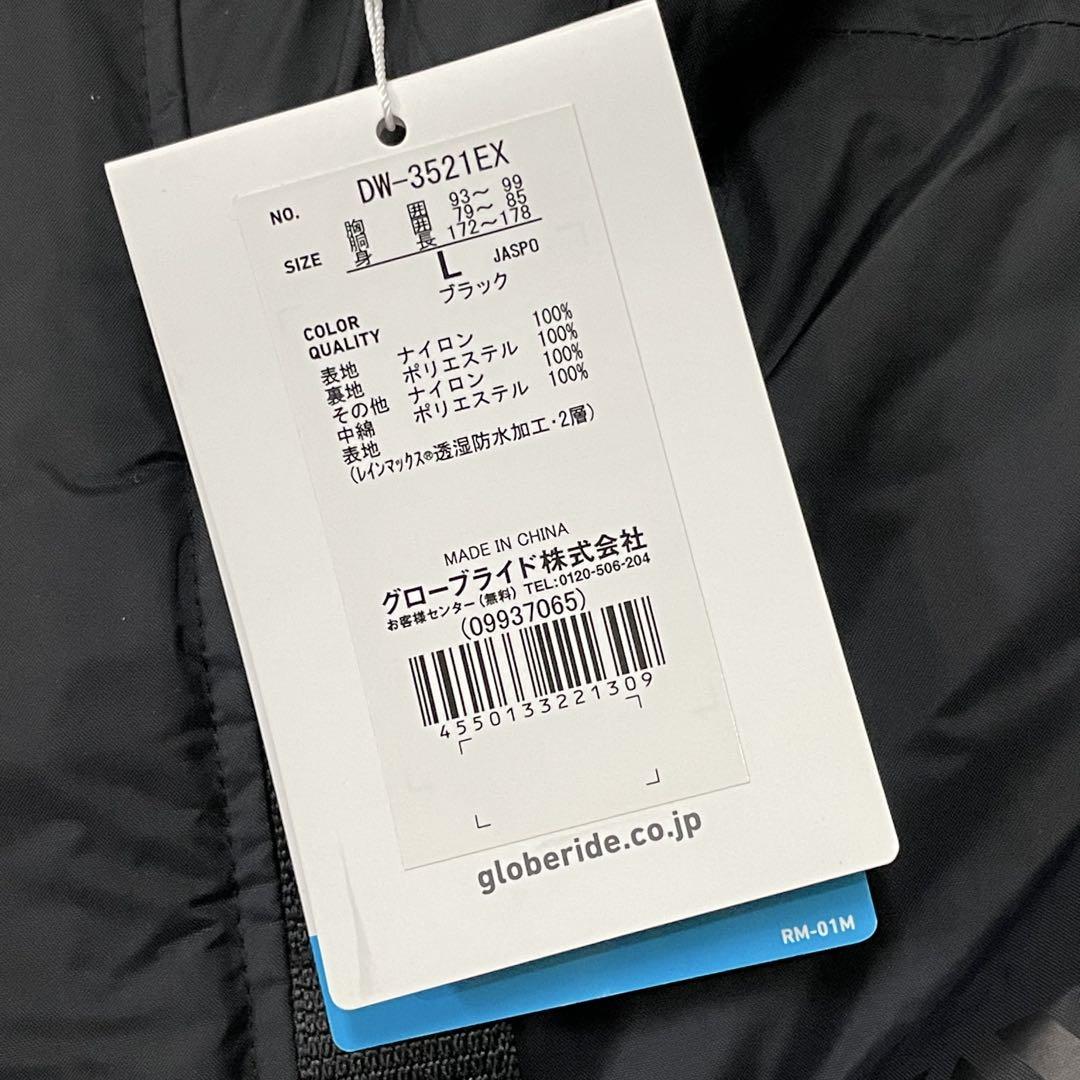 NO. DW-3521EX
胸囲 93～ 99
胴囲 79～ 85
SIZE 身長 172～178
L JASPO
ブラック
COLOR
QUALITY
表地 ナイロン 100%
裏地 ポリエステル 100%
その他 ナイロン 100%
中綿 ポリエステル 100%
表地
(レインマックス®透湿防水加工・2層)
MADE IN CHINA
グローブライド株式会社
お客様センター(無料) TEL:0120-506-204
(09937065)
4550133221309
globeride.co.jp
RM-01M